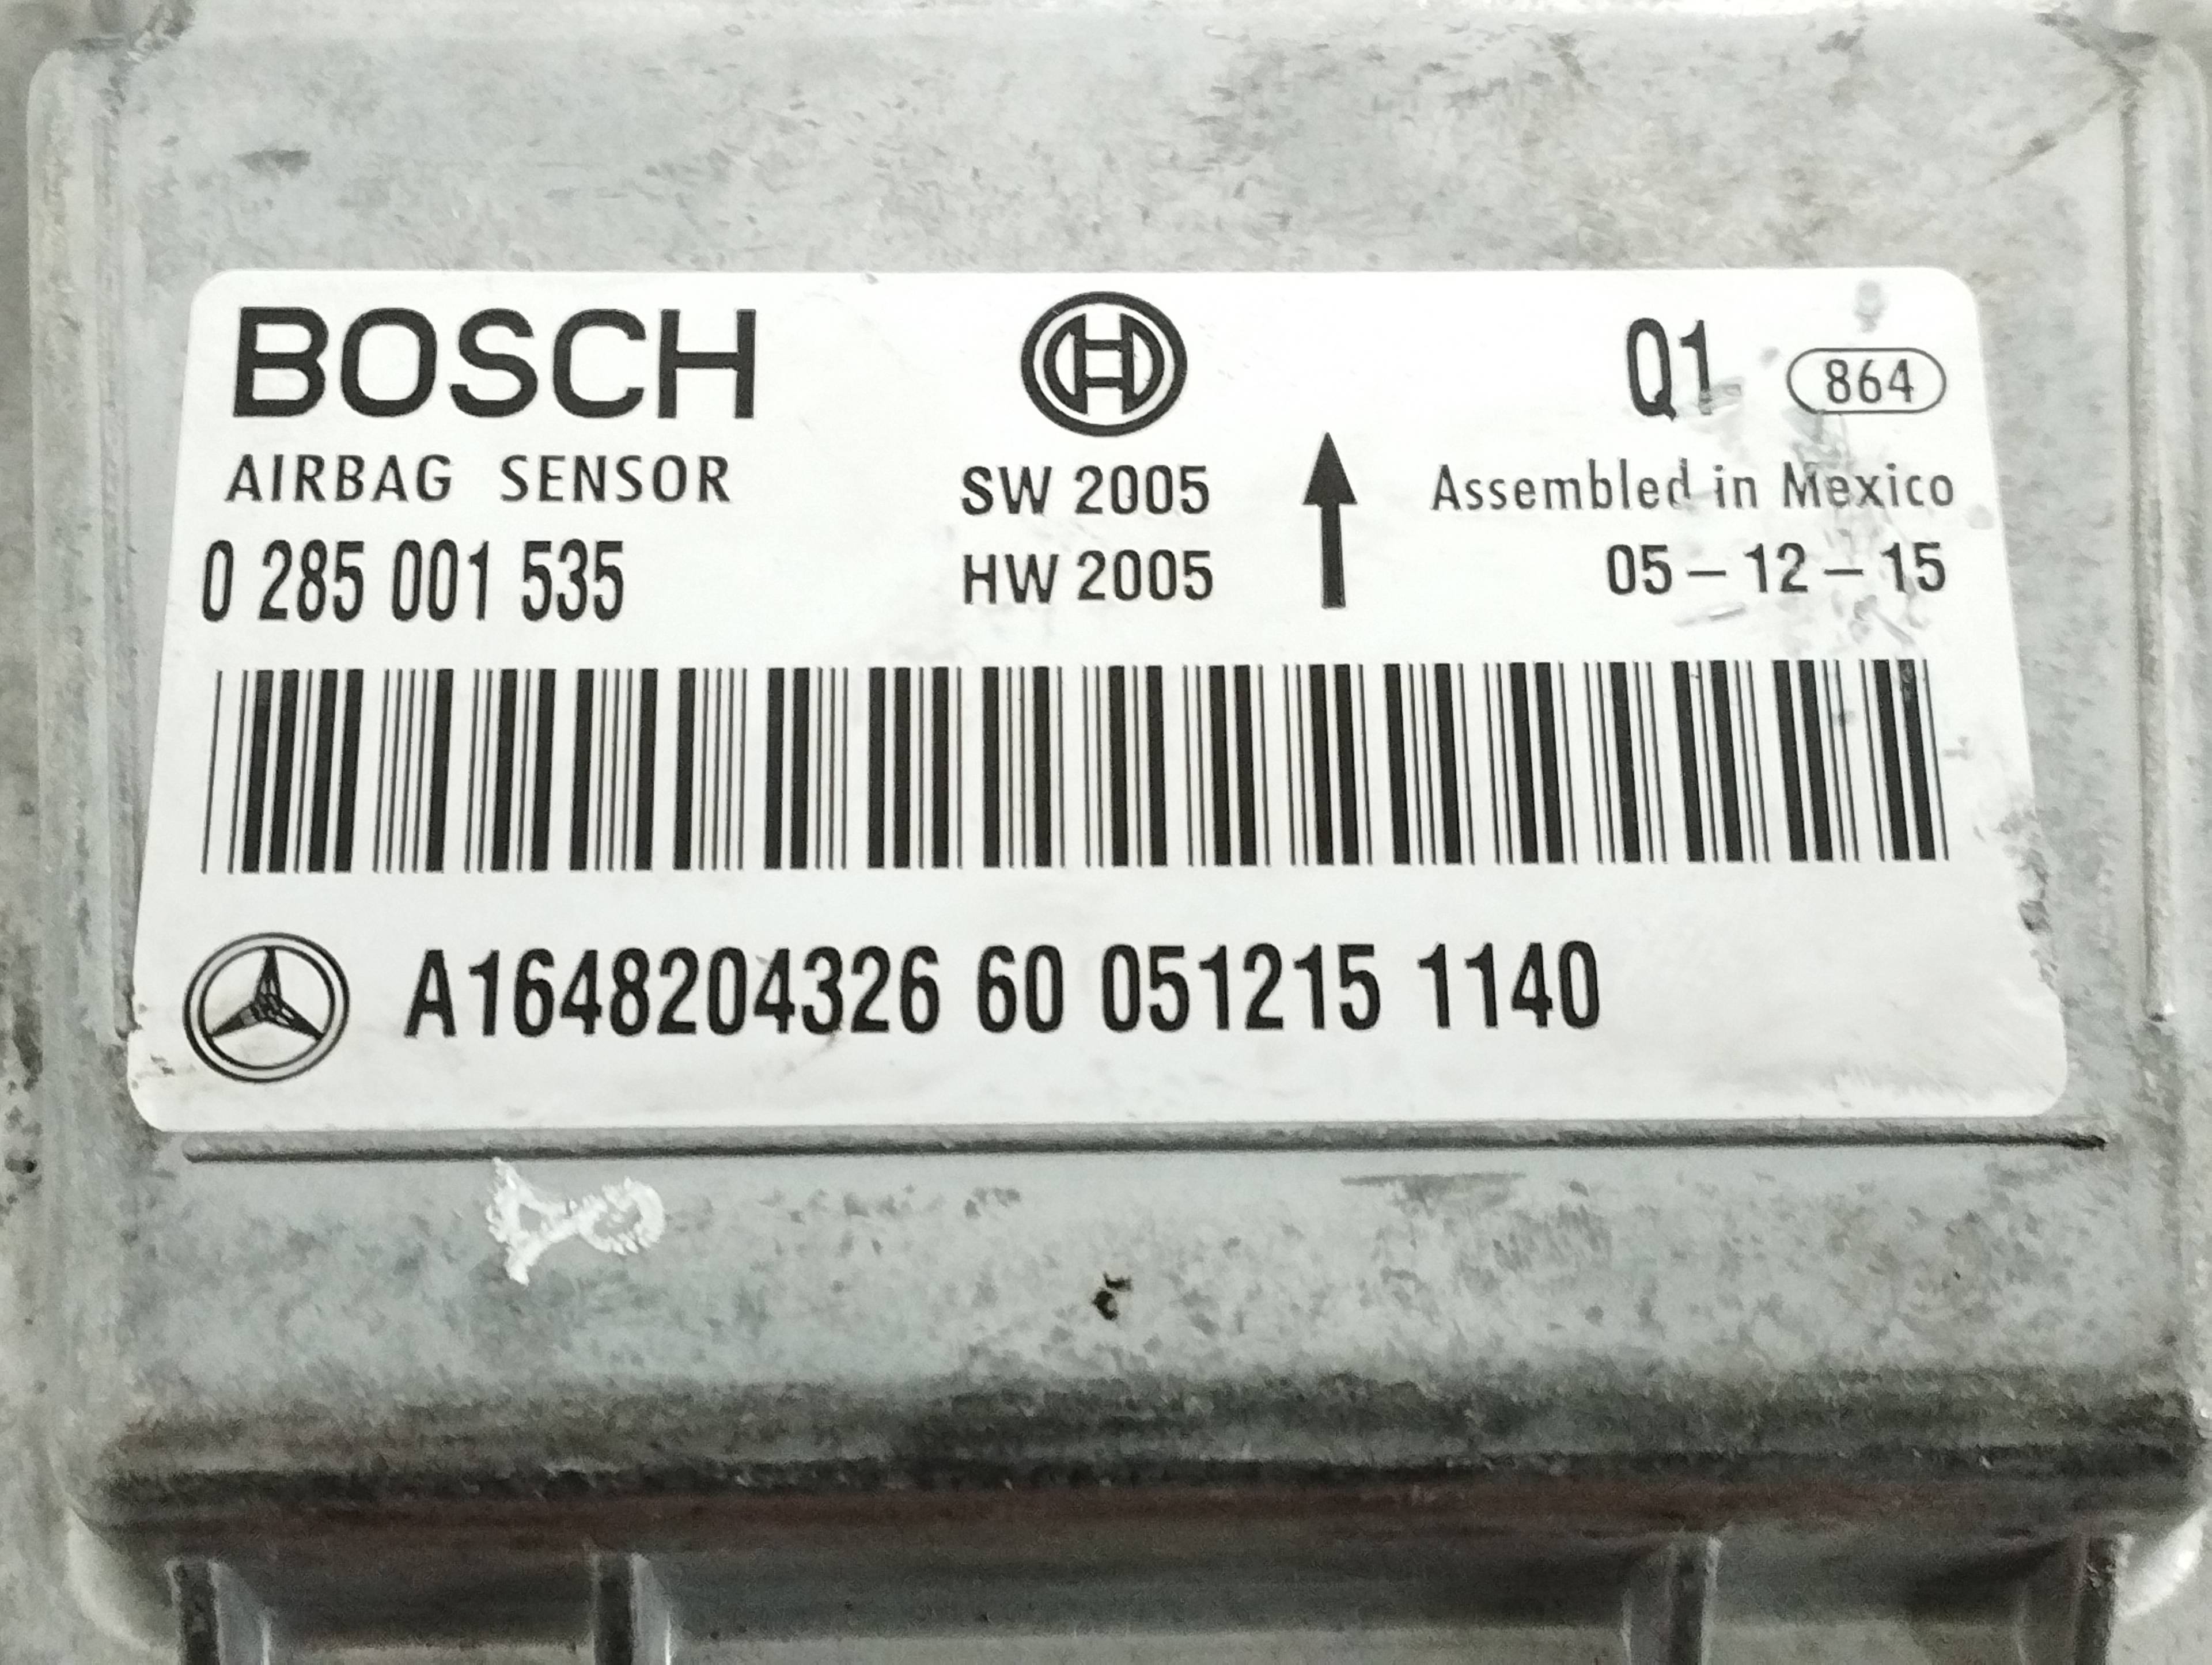 BOSCH
Q1 864
AIRBAG SENSOR
SW 2005
Assembled in Mexico
0 285 001 535
HW 2005
05-12-15
A1648204326 60 051215 1140